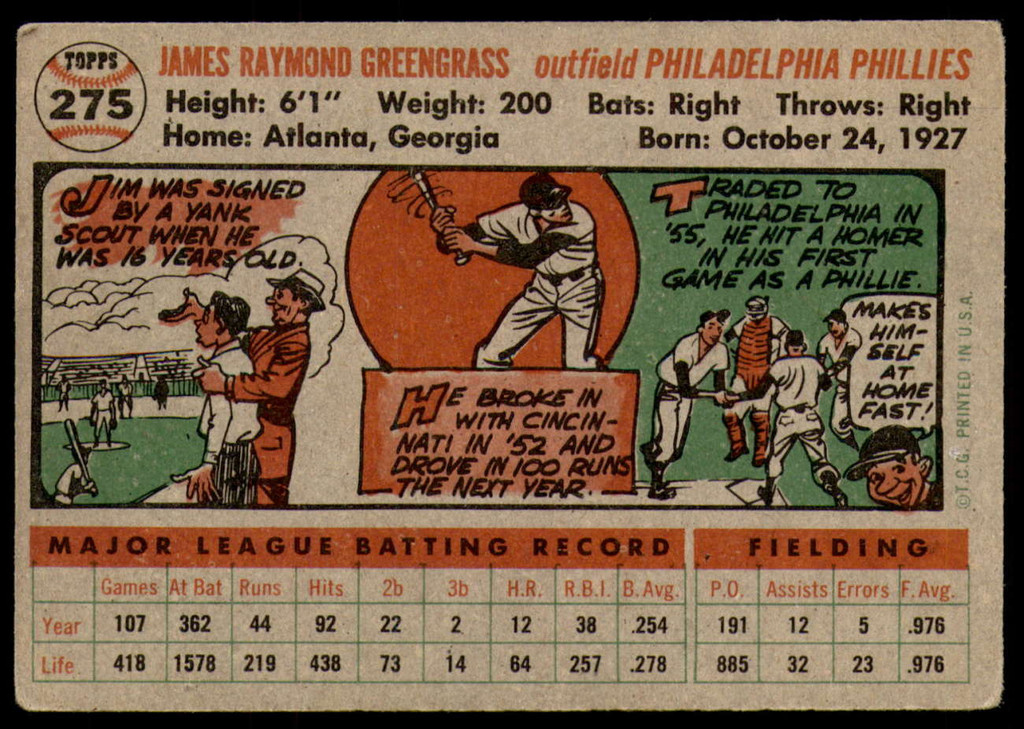 TOPPS
275
JAMES RAYMOND GREENGRASS outfield PHILADELPHIA PHILLIES
Height: 6'1" Weight: 200 Bats: Right Throws: Right
Home: Atlanta, Georgia Born: October 24, 1927
JIM WAS SIGNED
BY A YANK
SCOUT WHEN HE
WAS 16 YEARS OLD.
HE BROKE IN
WITH CINCIN-
NATI IN '52 AND
DROVE IN 100 RUNS
THE NEXT YEAR.
TRADED TO
PHILADELPHIA IN
'55, HE HIT A HOMER
IN HIS FIRST
GAME AS A PHILLIE.
MAKES
HIM-
SELF
AT
HOME
FAST!
©T.C.G. PRINTED IN U.S.A.
MAJOR LEAGUE BATTING RECORD FIELDING
Games At Bat Runs Hits 2b 3b H.R. R.B.I. B.Avg. P.O. Assists Errors F.Avg.
Year 107 362 44 92 22 2 12 38 .254 191 12 5 .976
Life 418 1578 219 438 73 14 64 257 .278 885 32 23 .976